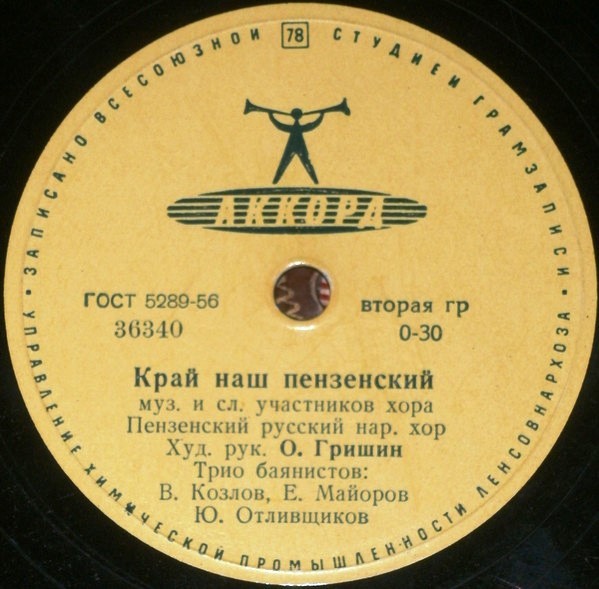 ЗАПИСАНО ВСЕСОЮЗНОЙ 78 СТУДИЕЙ ГРАМЗАПИСИ
АККОРД
ГОСТ 5289-56
вторая гр
36340
0-30
Край наш пензенский
муз. и сл. участников хора
Пензенский русский нар. хор
Худ. рук. О. Гришин
Трио баянистов:
В. Козлов, Е. Майоров
Ю. Отливщиков
УПРАВЛЕНИЕ ХИМИЧЕСКОЙ ПРОМЫШЛЕННОСТИ ЛЕНСОВНАРХОЗА